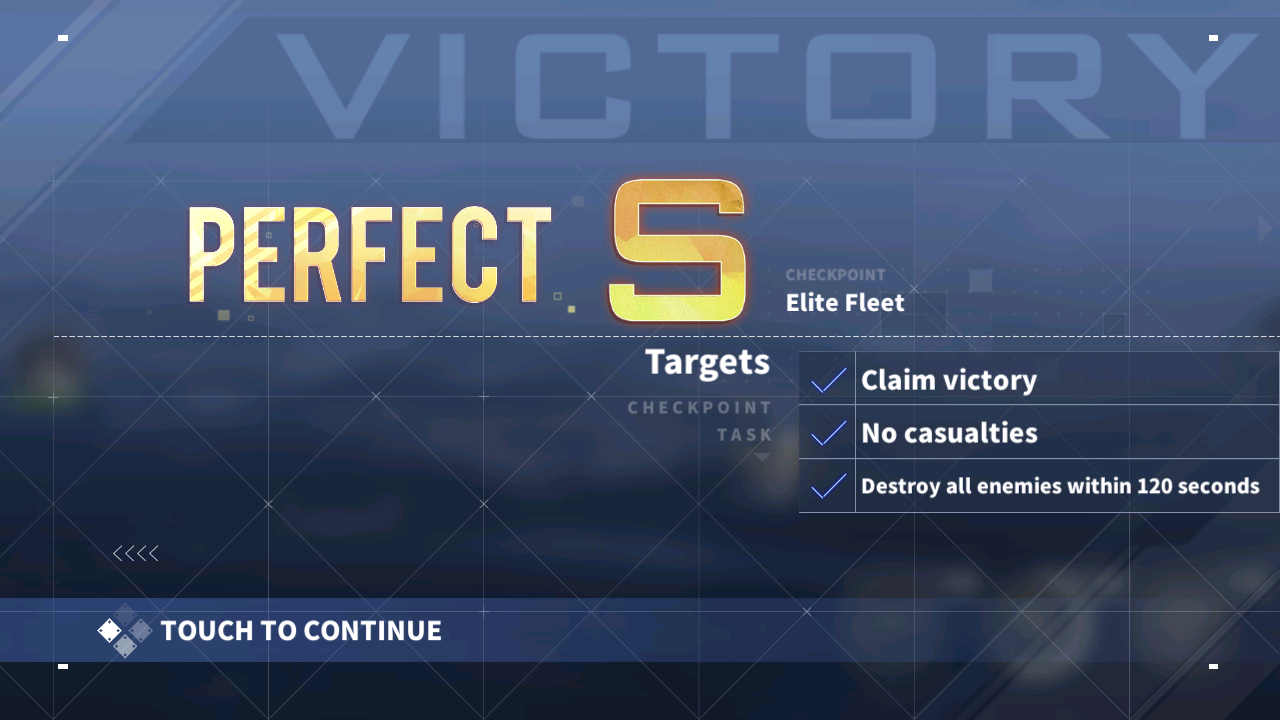 VICTORY
PERFECT S
CHECKPOINT
Elite Fleet
Targets
CHECKPOINT
TASK
Claim victory
No casualties
Destroy all enemies within 120 seconds
TOUCH TO CONTINUE